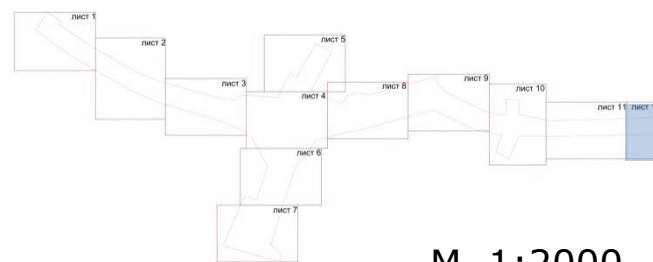 лист 1
лист 2
лист 3
лист 5
лист 4
лист 8
лист 9
лист 10
лист 11
лист
лист 6
лист 7
М 1:2000